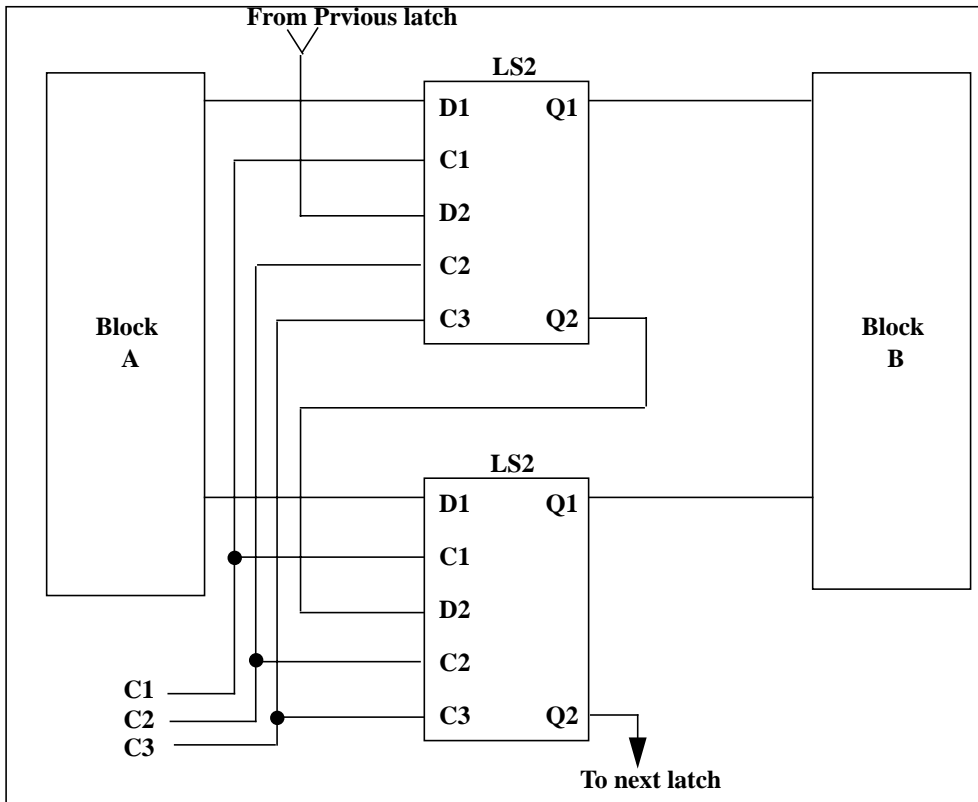 From Prvious latch
LS2
D1
Q1
C1
D2
C2
C3
Q2
Block
A
Block
B
LS2
D1
Q1
C1
D2
C2
C3
Q2
C1
C2
C3
To next latch